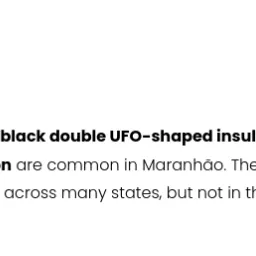 black double UFO-shaped insul
n are common in Maranhão. The
across many states, but not in th